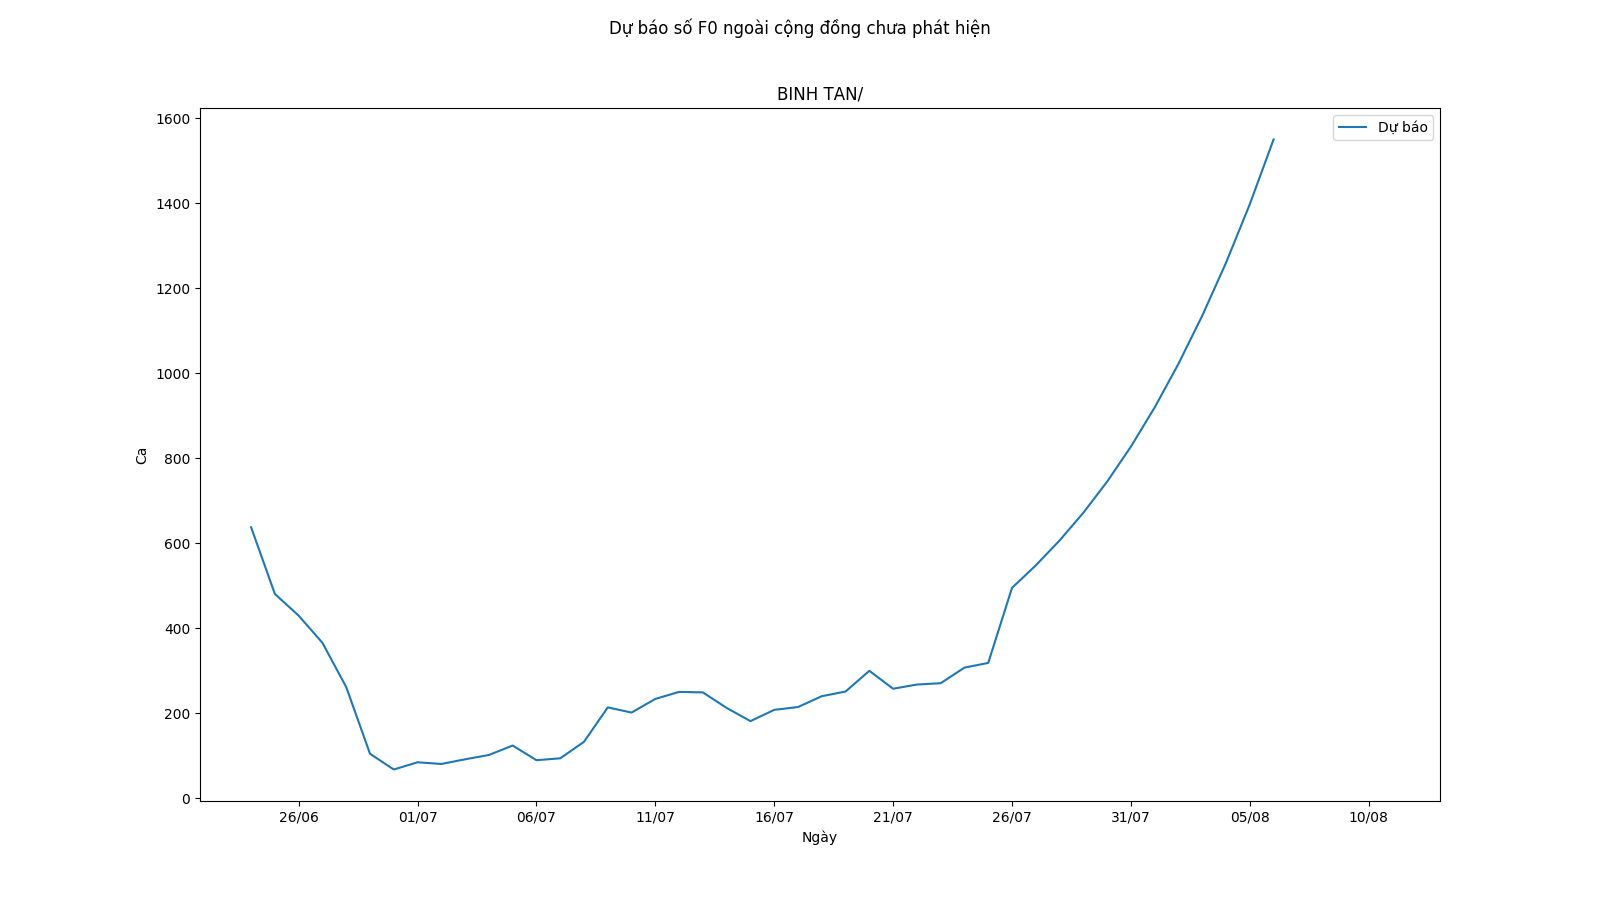 Dự báo số F0 ngoài cộng đồng chưa phát hiện
BINH TAN/
Dự báo
1600
1400
1200
1000
800
600
400
200
0
Ca
26/06 01/07 06/07 11/07 16/07 21/07 26/07 31/07 05/08 10/08
Ngày